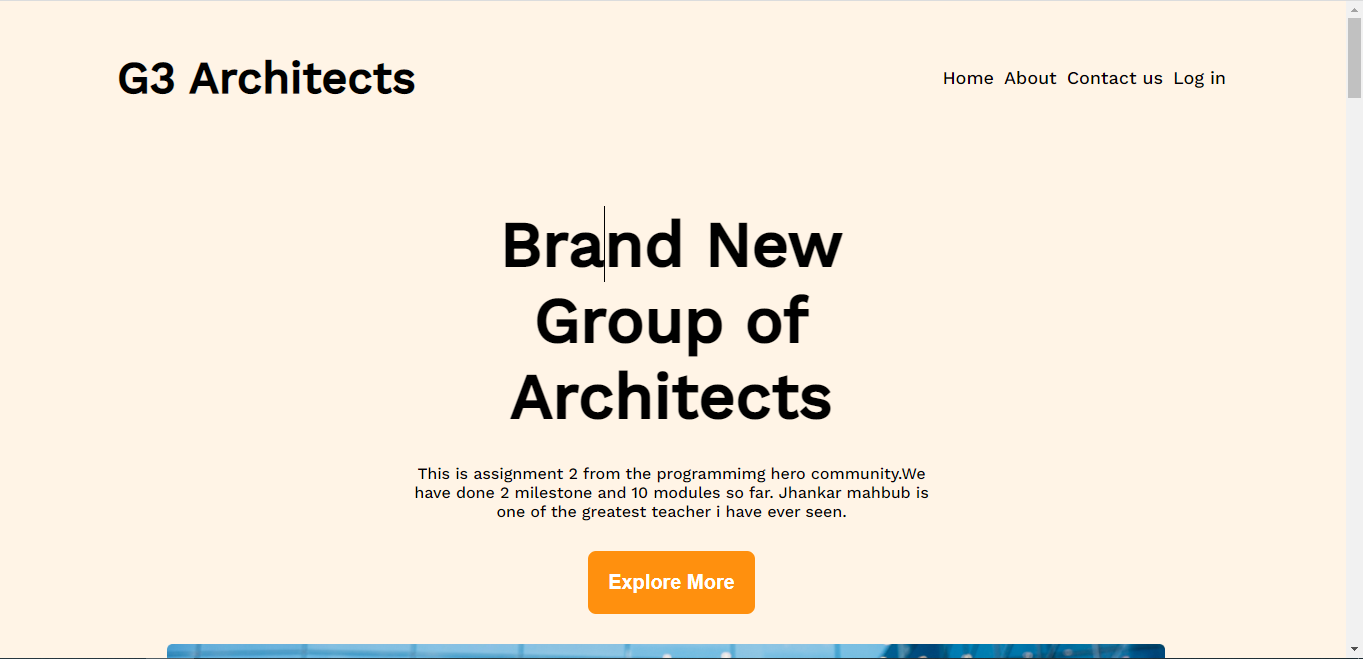 G3 Architects
Home About Contact us Log in
Brand New
Group of
Architects
This is assignment 2 from the programmimg hero community.We
have done 2 milestone and 10 modules so far. Jhankar mahbub is
one of the greatest teacher i have ever seen.
Explore More